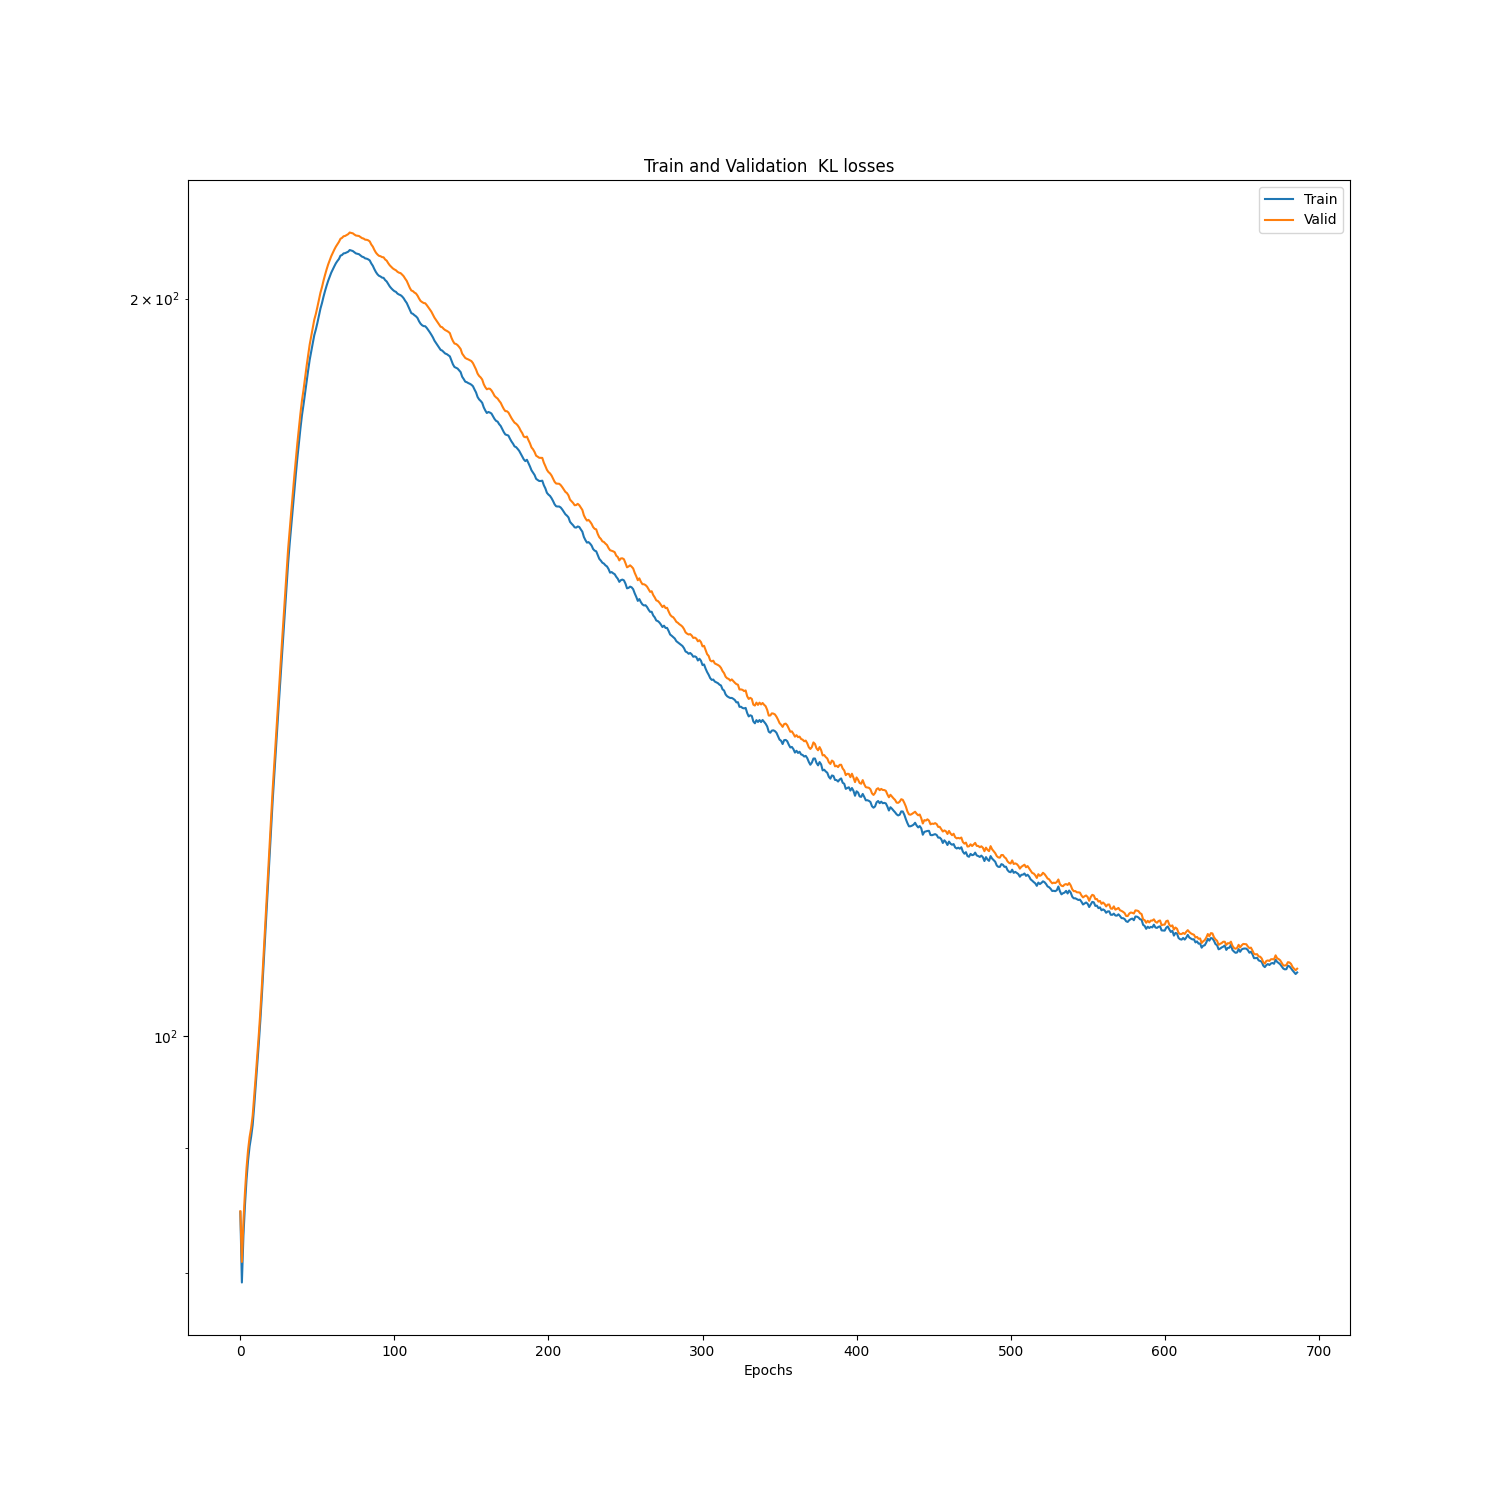 Train and Validation  KL losses
Train
Valid
2 × 10²
10²
0 100 200 300 400 500 600 700
Epochs